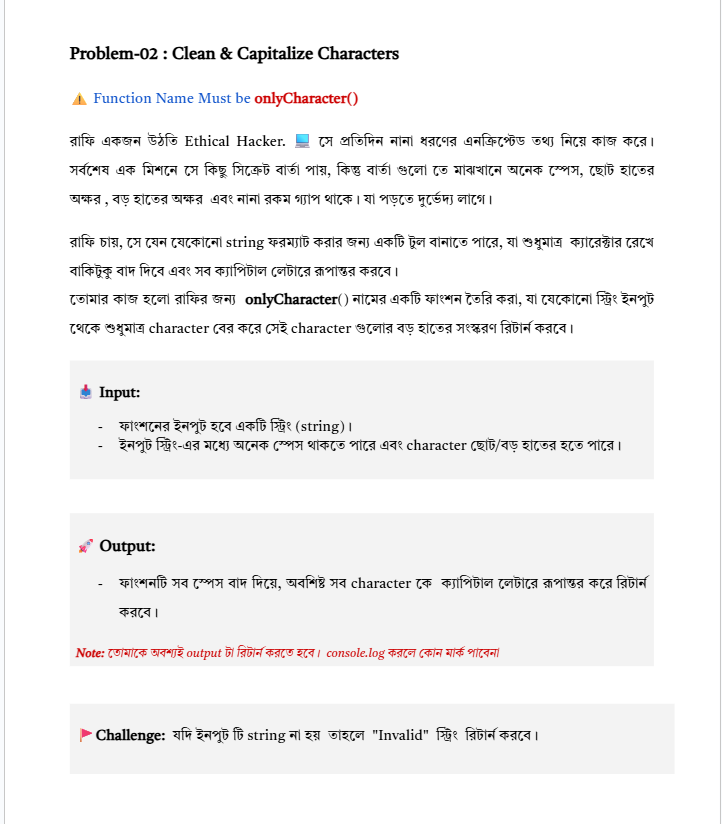 Problem-02 : Clean & Capitalize Characters
⚠️ Function Name Must be onlyCharacter()
রাফি একজন উঠতি Ethical Hacker. 💻 সে প্রতিদিন নানা ধরণের এনক্রিপ্টেড তথ্য নিয়ে কাজ করে।
সর্বশেষ এক মিশনে সে কিছু সিক্রেট বার্তা পায়, কিন্তু বার্তা গুলো তে মাঝখানে অনেক স্পেস, ছোট হাতের
অক্ষর , বড় হাতের অক্ষর এবং নানা রকম গ্যাপ থাকে। যা পড়তে দুর্ভেদ্য লাগে।
রাফি চায়, সে যেন যেকোনো string ফরম্যাট করার জন্য একটি টুল বানাতে পারে, যা শুধুমাত্র ক্যারেক্টার রেখে
বাকিটুকু বাদ দিবে এবং সব ক্যাপিটাল লেটারে রূপান্তর করবে।
তোমার কাজ হলো রাফির জন্য onlyCharacter() নামের একটি ফাংশন তৈরি করা, যা যেকোনো স্ট্রিং ইনপুট
থেকে শুধুমাত্র character বের করে সেই character গুলোর বড় হাতের সংস্করণ রিটার্ন করবে।
📥 Input:
- ফাংশনের ইনপুট হবে একটি স্ট্রিং (string)।
- ইনপুট স্ট্রিং-এর মধ্যে অনেক স্পেস থাকতে পারে এবং character ছোট/বড় হাতের হতে পারে।
🚀 Output:
- ফাংশনটি সব স্পেস বাদ দিয়ে, অবশিষ্ট সব character কে ক্যাপিটাল লেটারে রূপান্তর করে রিটার্ন
করবে।
Note: তোমাকে অবশ্যই output টা রিটার্ন করতে হবে। console.log করলে কোন মার্ক পাবেনা
🚩 Challenge: যদি ইনপুট টি string না হয় তাহলে "Invalid" স্ট্রিং রিটার্ন করবে।